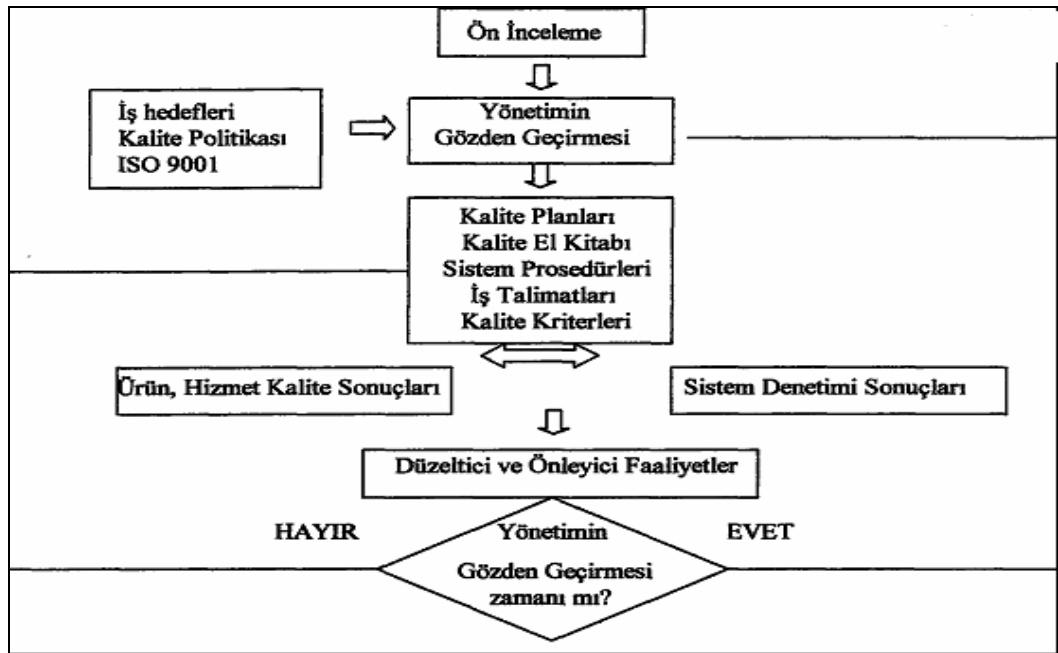 Ön İnceleme
İş hedefleri
Kalite Politikası
ISO 9001
Yönetimin
Gözden Geçirmesi
Kalite Planları
Kalite El Kitabı
Sistem Prosedürleri
İş Talimatları
Kalite Kriterleri
Ürün, Hizmet Kalite Sonuçları
Sistem Denetimi Sonuçları
Düzeltici ve Önleyici Faaliyetler
HAYIR
Yönetimin
Gözden Geçirmesi
zamanı mı?
EVET